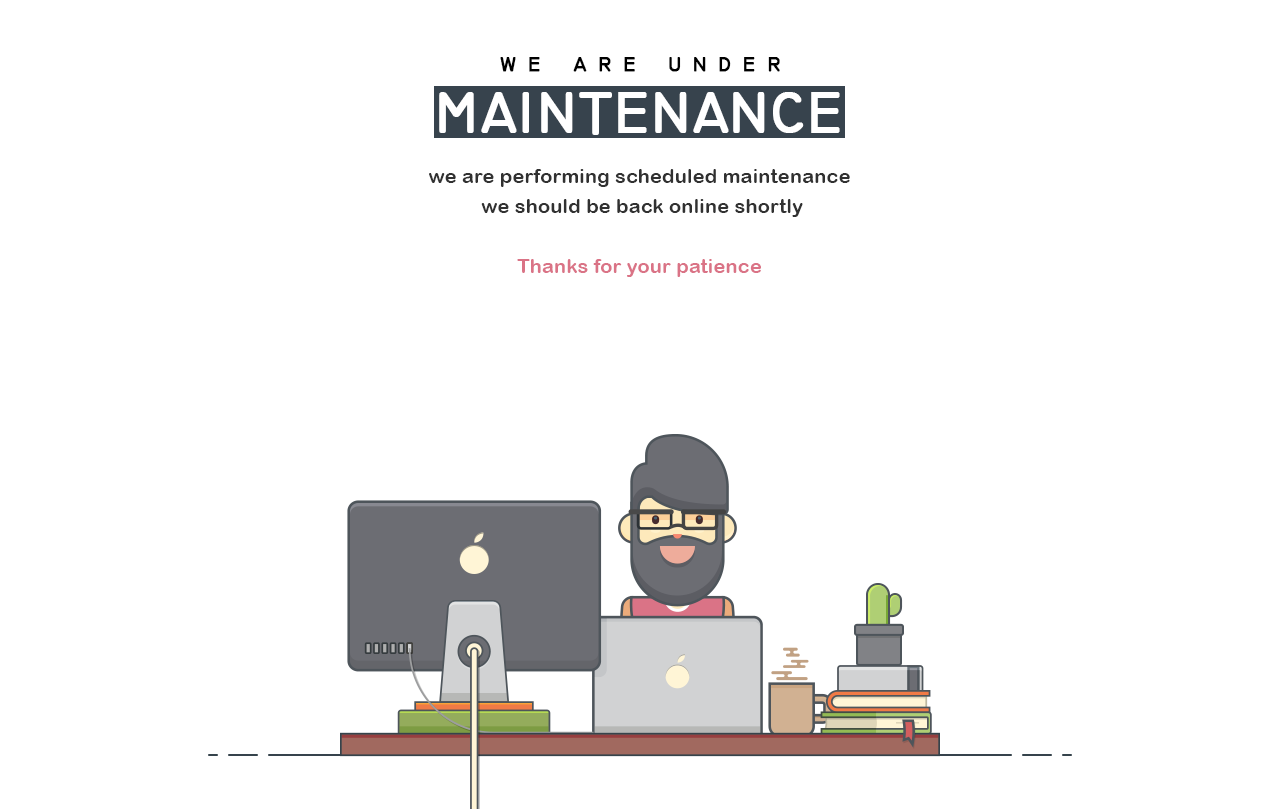 WE ARE UNDER
MAINTENANCE
we are performing scheduled maintenance
we should be back online shortly
Thanks for your patience